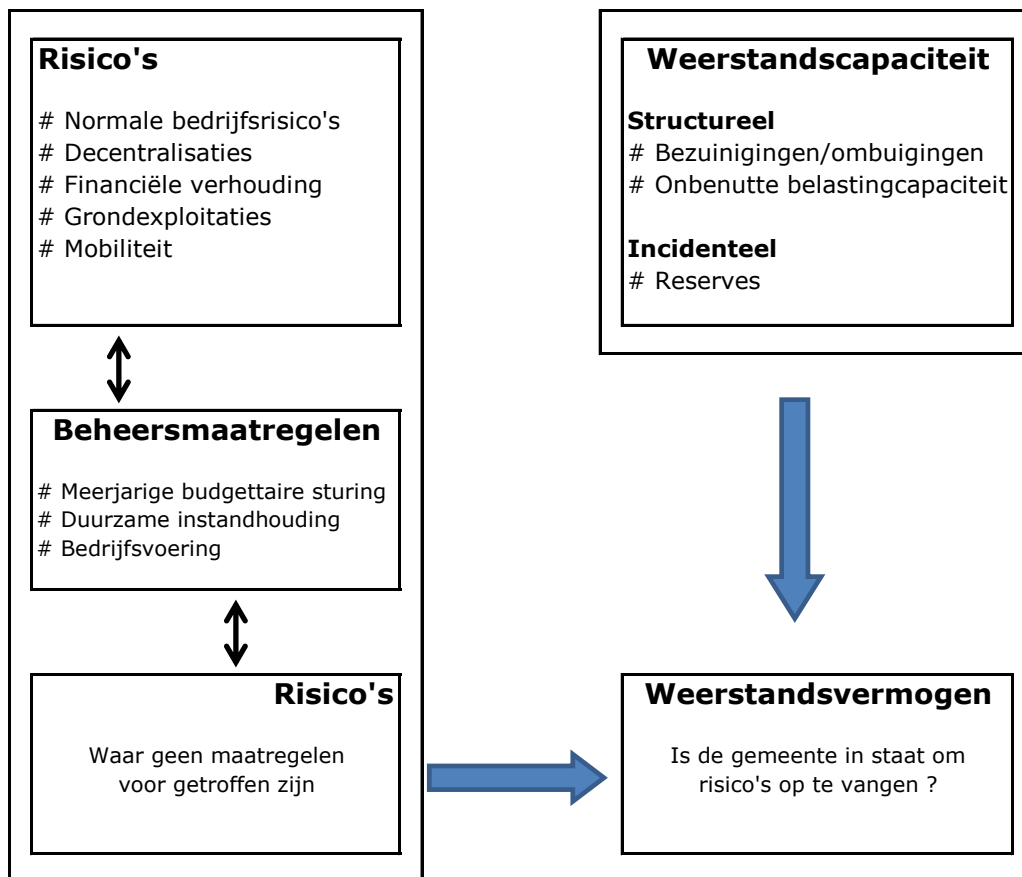 Risico's
# Normale bedrijfsrisico's
# Decentralisaties
# Financiële verhouding
# Grondexploitaties
# Mobiliteit
Beheersmaatregelen
# Meerjarige budgettaire sturing
# Duurzame instandhouding
# Bedrijfsvoering
Risico's
Waar geen maatregelen
voor getroffen zijn
Weerstandscapaciteit
Structureel
# Bezuinigingen/ombuigingen
# Onbenutte belastingcapaciteit
Incidenteel
# Reserves
Weerstandsvermogen
Is de gemeente in staat om
risico's op te vangen ?